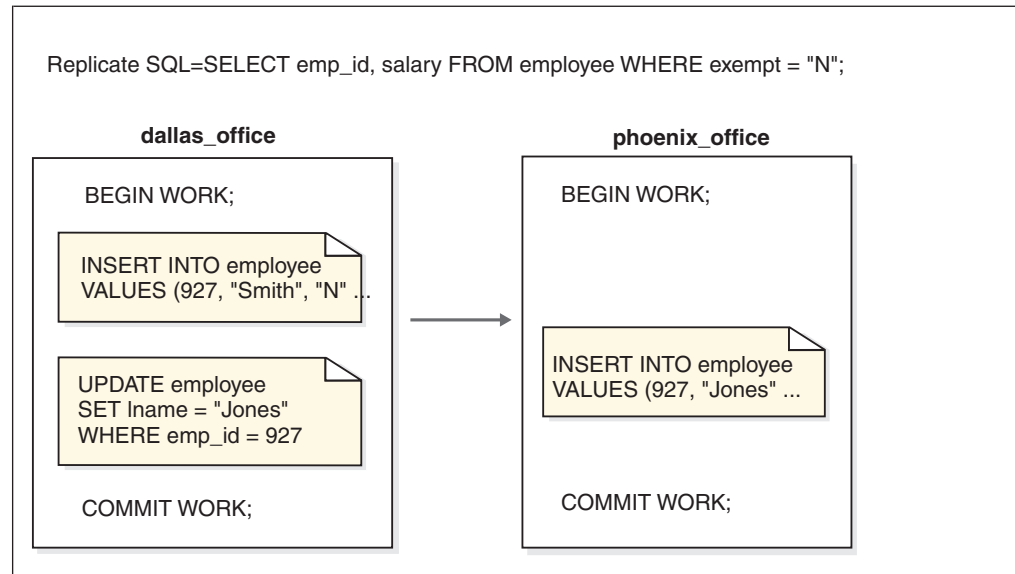 Replicate SQL=SELECT emp_id, salary FROM employee WHERE exempt = "N";
dallas_office
BEGIN WORK;
INSERT INTO employee
VALUES (927, "Smith", "N" ...
UPDATE employee
SET lname = "Jones"
WHERE emp_id = 927
COMMIT WORK;
phoenix_office
BEGIN WORK;
INSERT INTO employee
VALUES (927, "Jones" ...
COMMIT WORK;